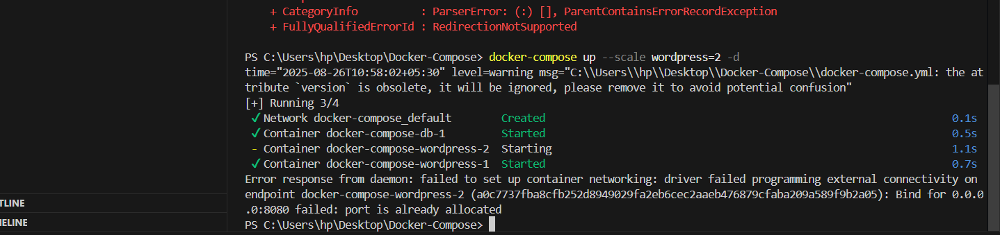 + CategoryInfo : ParserError: (:) [], ParentContainsErrorRecordException
+ FullyQualifiedErrorId : RedirectionNotSupported
PS C:\Users\hp\Desktop\Docker-Compose> docker-compose up --scale wordpress=2 -d
time="2025-08-26T10:58:02+05:30" level=warning msg="C:\\Users\\hp\\Desktop\\Docker-Compose\\docker-compose.yml: the at
tribute `version` is obsolete, it will be ignored, please remove it to avoid potential confusion"
[+] Running 3/4
✔ Network docker-compose_default Created 0.1s
✔ Container docker-compose-db-1 Started 0.5s
- Container docker-compose-wordpress-2 Starting 1.1s
✔ Container docker-compose-wordpress-1 Started 0.7s
Error response from daemon: failed to set up container networking: driver failed programming external connectivity on
endpoint docker-compose-wordpress-2 (a0c7737fba8cfb252d8949029fa2eb6cec2aaeb476879cfaba209a589f9b2a05): Bind for 0.0.0
.0:8080 failed: port is already allocated
PS C:\Users\hp\Desktop\Docker-Compose>
TLINE
MELINE